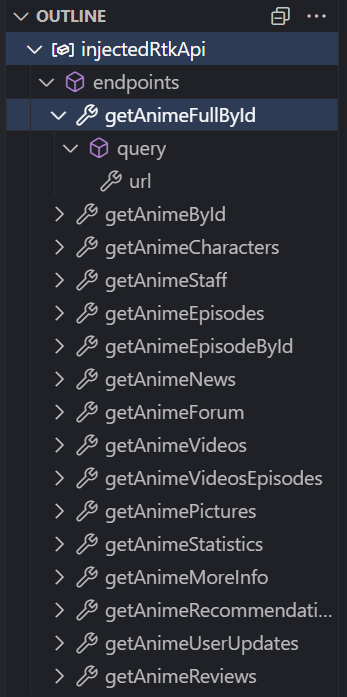 OUTLINE
injectedRtkApi
endpoints
getAnimeFullById
query
url
getAnimeById
getAnimeCharacters
getAnimeStaff
getAnimeEpisodes
getAnimeEpisodeById
getAnimeNews
getAnimeForum
getAnimeVideos
getAnimeVideosEpisodes
getAnimePictures
getAnimeStatistics
getAnimeMoreInfo
getAnimeRecommendati...
getAnimeUserUpdates
getAnimeReviews